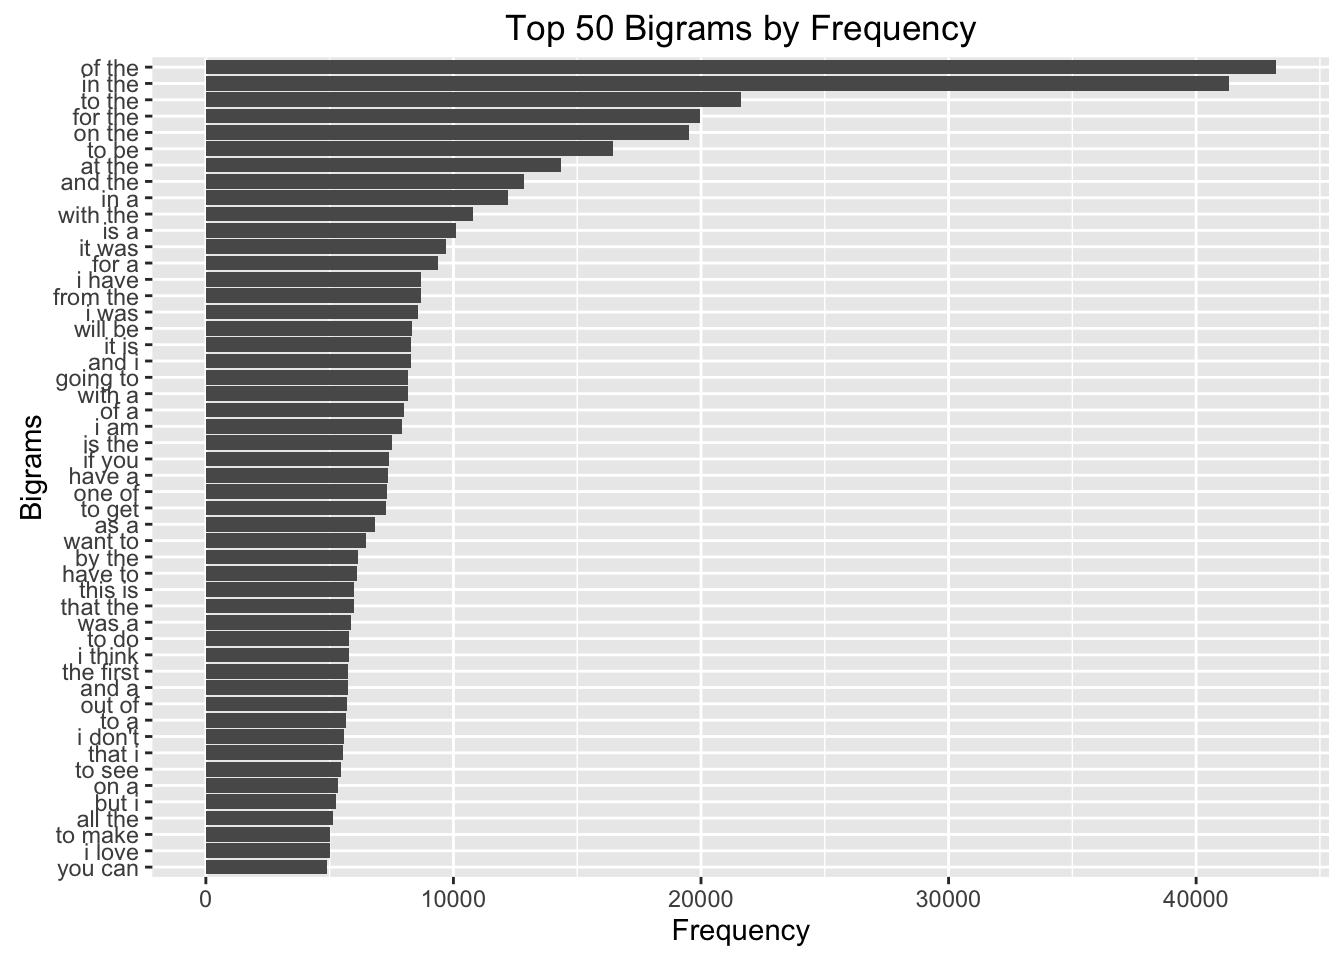 Top 50 Bigrams by Frequency
of the
in the
to the
for the
on the
to be
at the
and the
in a
with the
is a
it was
for a
i have
from the
i was
will be
it is
and i
going to
with a
of a
i am
is the
if you
have a
one of
to get
as a
want to
by the
have to
this is
that the
was a
to do
i think
the first
and a
out of
to a
i don't
that i
to see
on a
but i
all the
to make
i love
you can
Bigrams
0 10000 20000 30000 40000
Frequency